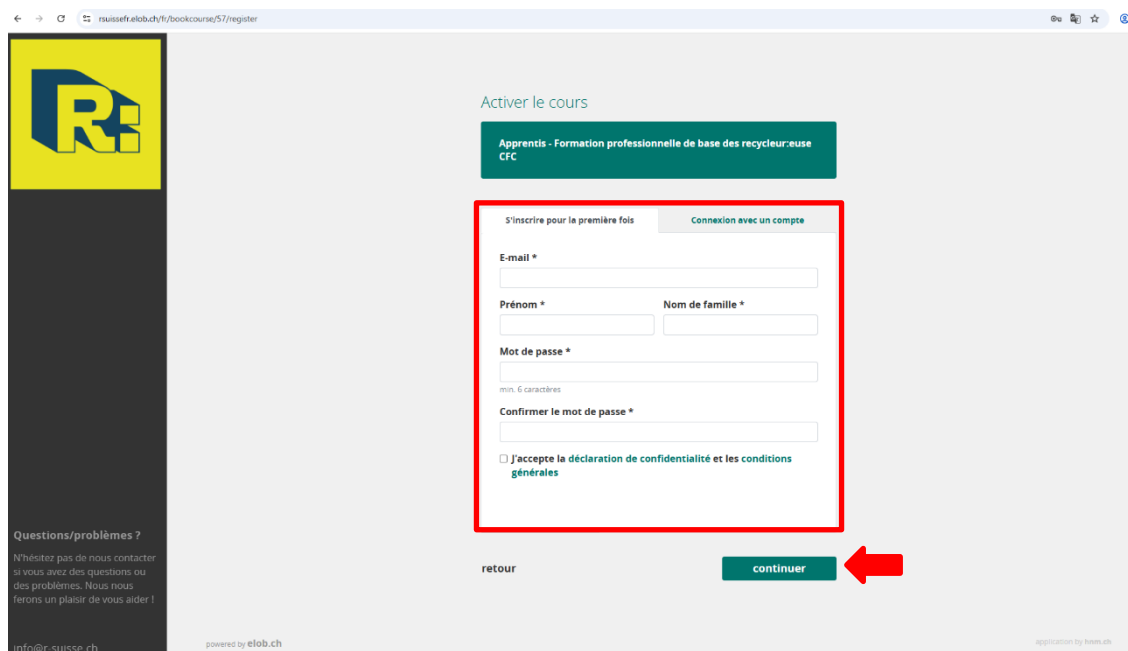 rsuissefr.elob.ch/fr/bookcourse/57/register
R:
Activer le cours
Apprentis - Formation professionnelle de base des recycleur:euse
CFC
S'inscrire pour la première fois
Connexion avec un compte
E-mail *
Prénom *
Nom de famille *
Mot de passe *
min. 6 caractères
Confirmer le mot de passe *
J'accepte la déclaration de confidentialité et les conditions
générales
retour
continuer
Questions/problèmes ?
N'hésitez pas de nous contacter
si vous avez des questions ou
des problèmes. Nous nous
ferons un plaisir de vous aider !
info@r-suisse.ch
powered by elob.ch
application by hmm.ch